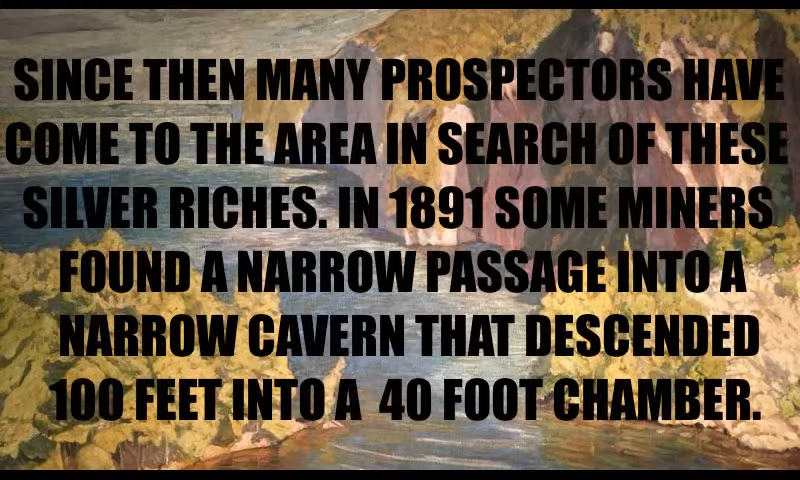 SINCE THEN MANY PROSPECTORS HAVE
COME TO THE AREA IN SEARCH OF THESE
SILVER RICHES. IN 1891 SOME MINERS
FOUND A NARROW PASSAGE INTO A
NARROW CAVERN THAT DESCENDED
100 FEET INTO A 40 FOOT CHAMBER.